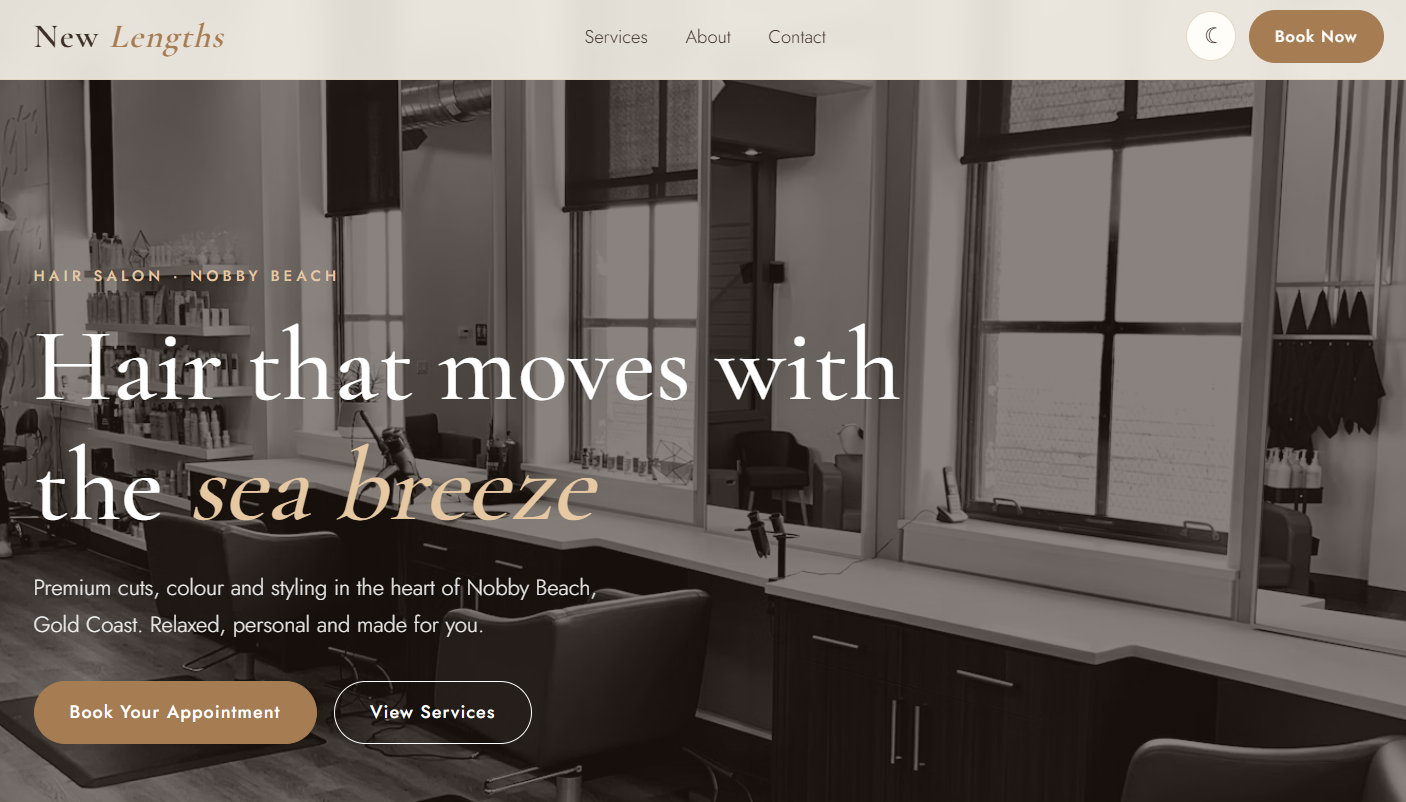 New Lengths
Services
About
Contact
Book Now
HAIR SALON · NOBBY BEACH
Hair that moves with
the sea breeze
Premium cuts, colour and styling in the heart of Nobby Beach,
Gold Coast. Relaxed, personal and made for you.
Book Your Appointment
View Services